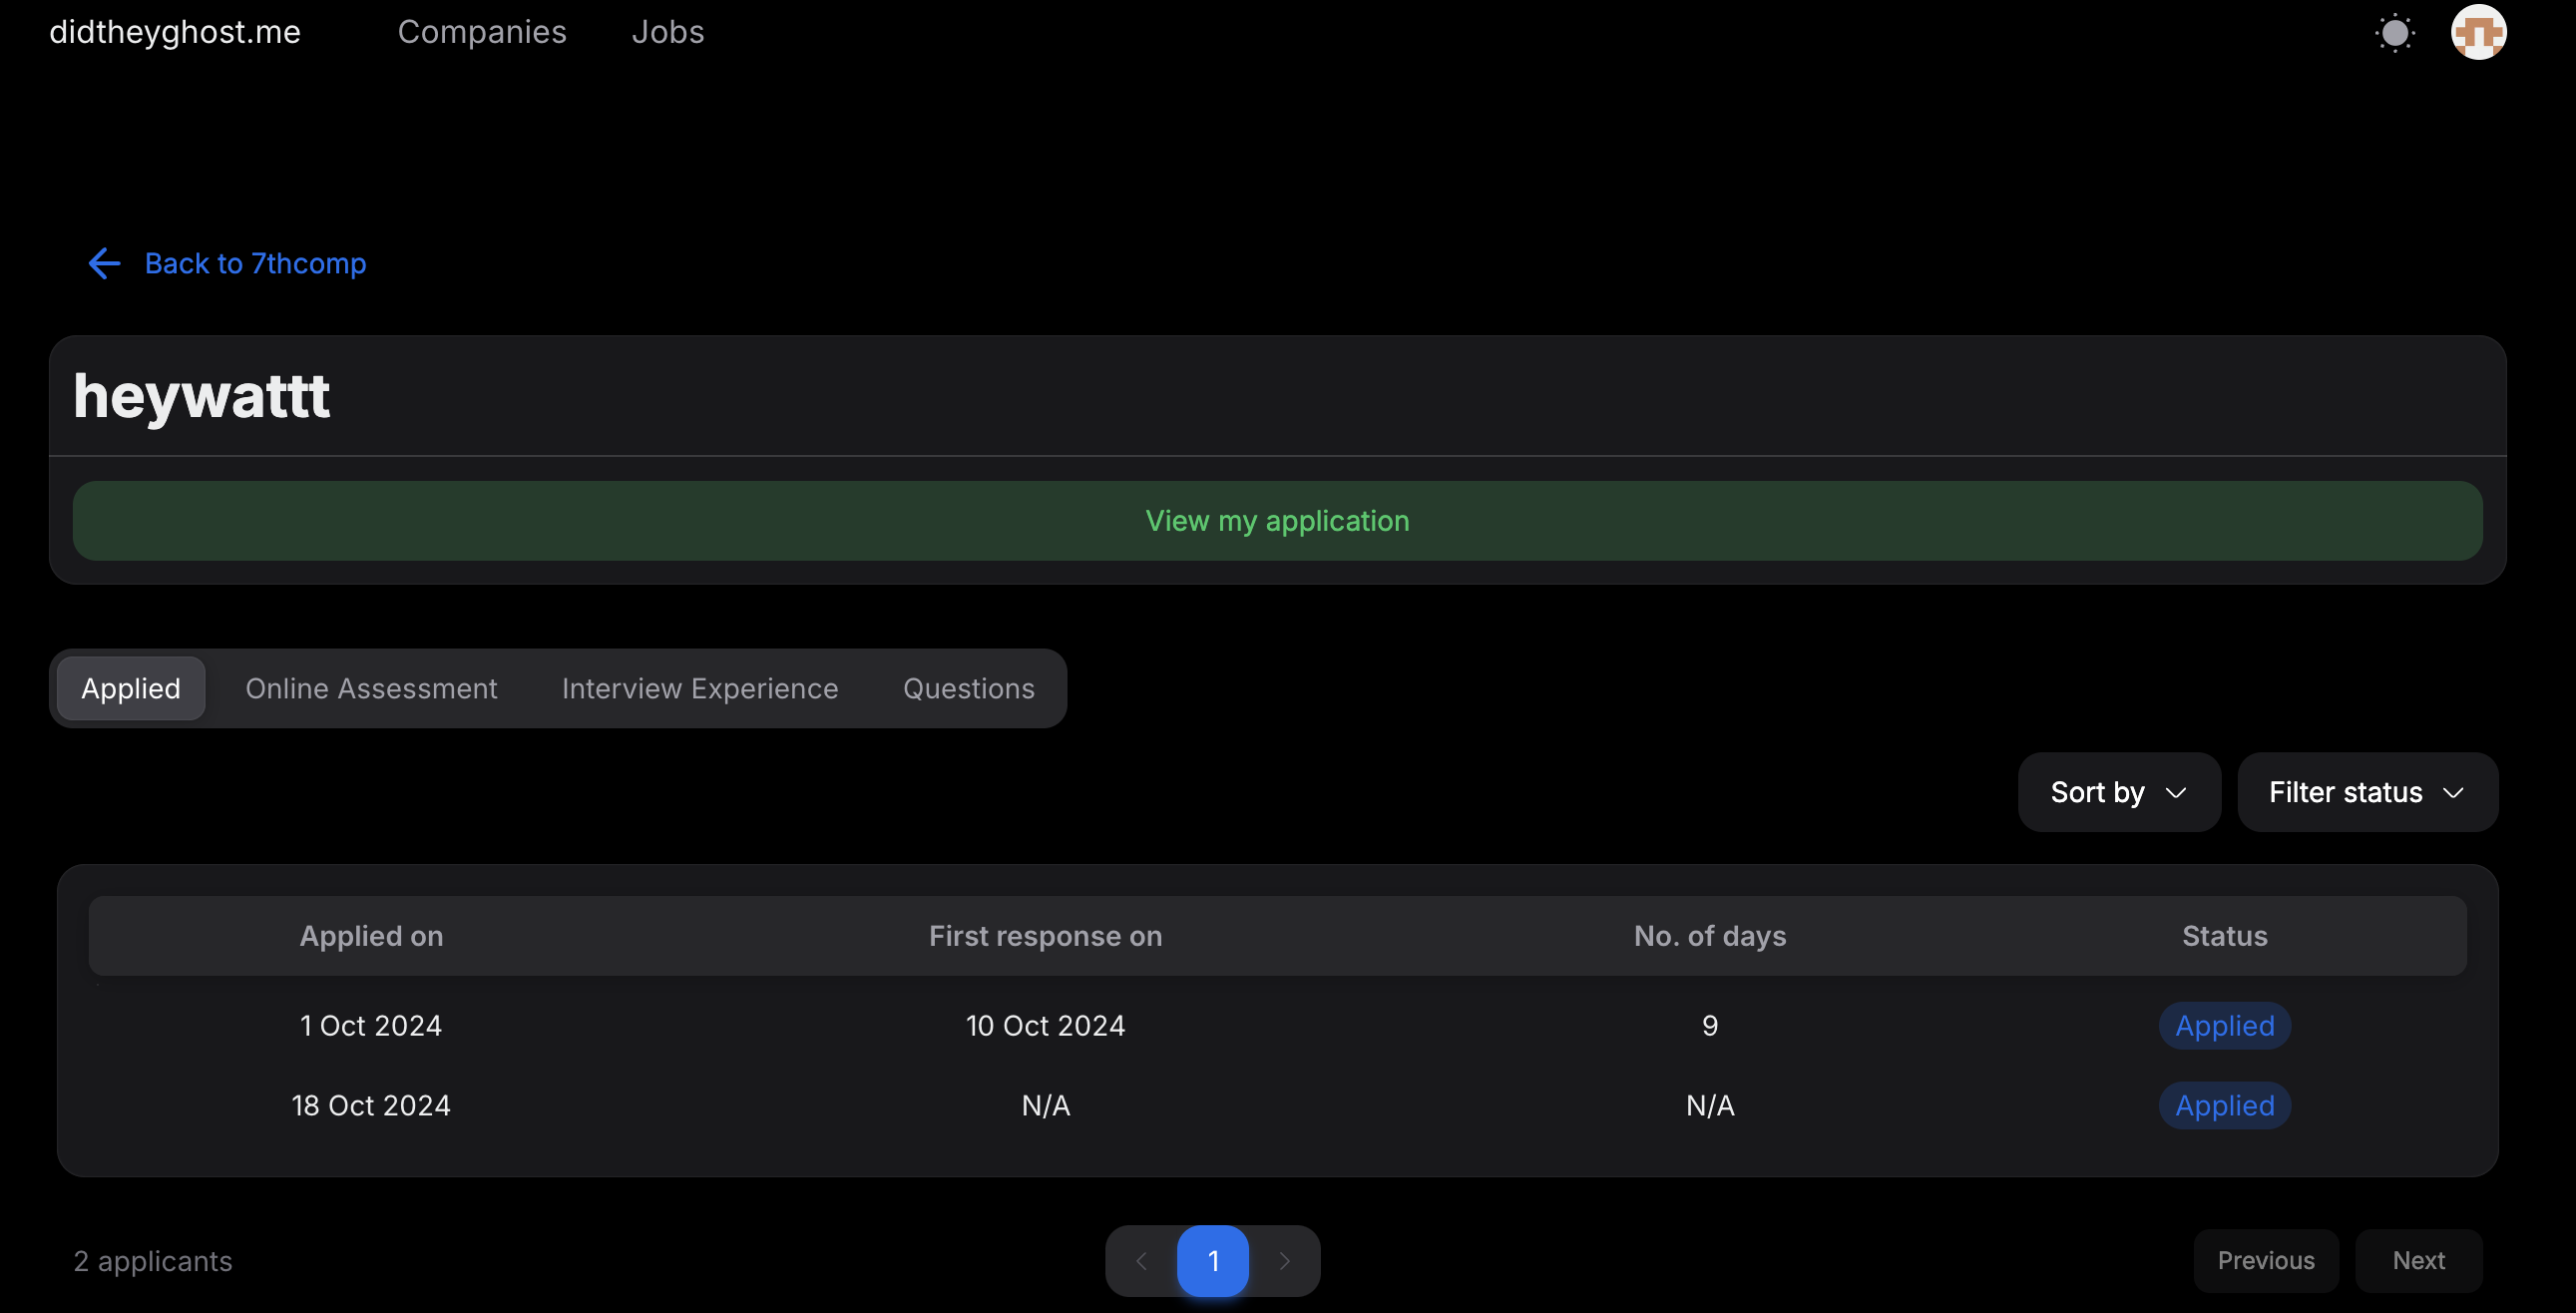 didtheyghost.me Companies Jobs
Back to 7thcomp
heywattt
View my application
Applied Online Assessment Interview Experience Questions
Sort by Filter status
Applied on First response on No. of days Status
1 Oct 2024 10 Oct 2024 9 Applied
18 Oct 2024 N/A N/A Applied
2 applicants 1 Previous Next